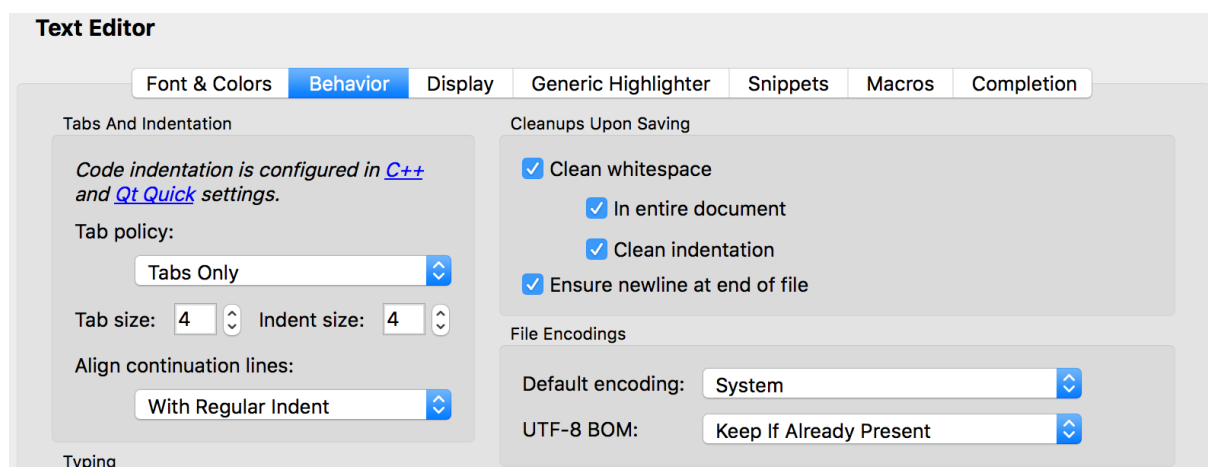 Text Editor
Font & Colors
Behavior
Display
Generic Highlighter
Snippets
Macros
Completion
Tabs And Indentation
Code indentation is configured in C++
and Qt Quick settings.
Tab policy:
Tabs Only
Tab size: 4 Indent size: 4
Align continuation lines:
With Regular Indent
Typing
Cleanups Upon Saving
Clean whitespace
In entire document
Clean indentation
Ensure newline at end of file
File Encodings
Default encoding: System
UTF-8 BOM: Keep If Already Present